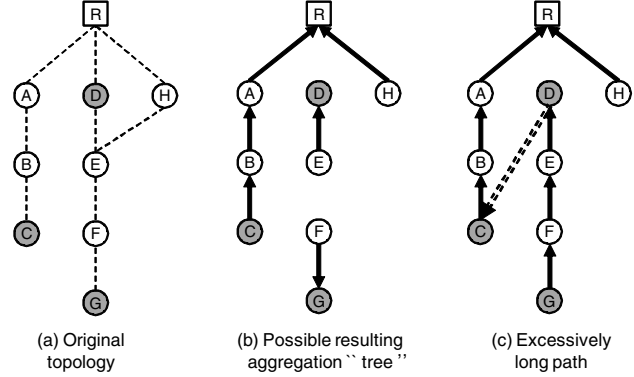 R
R
R
A
D
H
A
D
H
A
D
H
B
E
B
E
B
E
C
F
C
F
C
F
G
G
G
(a) Original
topology
(b) Possible resulting
aggregation `` tree ''
(c) Excessively
long path